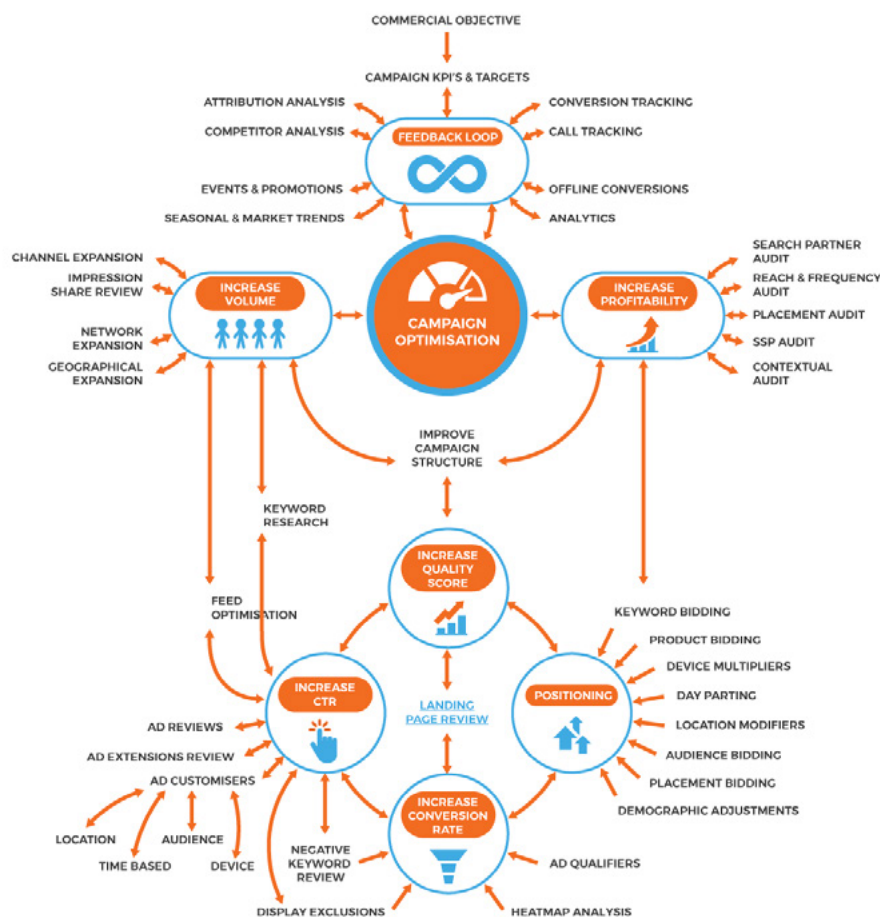 COMMERCIAL OBJECTIVE
CAMPAIGN KPI'S & TARGETS
ATTRIBUTION ANALYSIS
COMPETITOR ANALYSIS
EVENTS & PROMOTIONS
SEASONAL & MARKET TRENDS
FEEDBACK LOOP
CONVERSION TRACKING
CALL TRACKING
OFFLINE CONVERSIONS
ANALYTICS
CHANNEL EXPANSION
IMPRESSION
SHARE REVIEW
NETWORK
EXPANSION
GEOGRAPHICAL
EXPANSION
INCREASE
VOLUME
CAMPAIGN
OPTIMISATION
INCREASE
PROFITABILITY
SEARCH PARTNER
AUDIT
REACH & FREQUENCY
AUDIT
PLACEMENT AUDIT
SSP AUDIT
CONTEXTUAL
AUDIT
IMPROVE
CAMPAIGN
STRUCTURE
KEYWORD
RESEARCH
FEED
OPTIMISATION
INCREASE
QUALITY
SCORE
INCREASE
CTR
LANDING
PAGE REVIEW
POSITIONING
KEYWORD BIDDING
PRODUCT BIDDING
DEVICE MULTIPLIERS
DAY PARTING
LOCATION MODIFIERS
AUDIENCE BIDDING
PLACEMENT BIDDING
DEMOGRAPHIC ADJUSTMENTS
AD REVIEWS
AD EXTENSIONS REVIEW
AD CUSTOMISERS
LOCATION
TIME BASED
AUDIENCE
DEVICE
INCREASE
CONVERSION
RATE
NEGATIVE
KEYWORD
REVIEW
DISPLAY EXCLUSIONS
AD QUALIFIERS
HEATMAP ANALYSIS